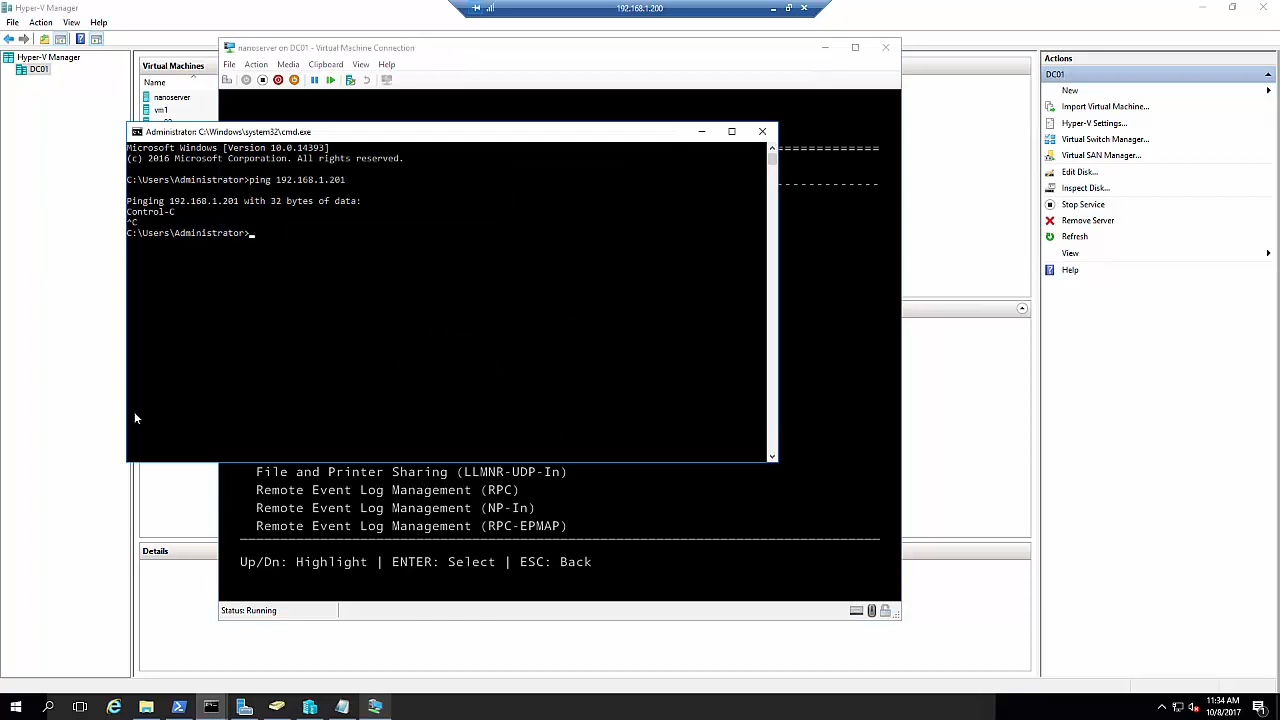 Hyper-V Manager
192.168.1.200
File Action View Help
Hyper-V Manager
DC01
Virtual Machines
Name
nanoserver
vm1
nanoserver on DC01 - Virtual Machine Connection
File Action Media Clipboard View Help
Administrator: C:\Windows\system32\cmd.exe
Microsoft Windows [Version 10.0.14393]
(c) 2016 Microsoft Corporation. All rights reserved.
C:\Users\Administrator>ping 192.168.1.201
Pinging 192.168.1.201 with 32 bytes of data:
Control-C
^C
C:\Users\Administrator>_
File and Printer Sharing (LLMNR-UDP-In)
Remote Event Log Management (RPC)
Remote Event Log Management (NP-In)
Remote Event Log Management (RPC-EPMAP)
Up/Dn: Highlight | ENTER: Select | ESC: Back
Status: Running
Details
Actions
DC01
New
Import Virtual Machine...
Hyper-V Settings...
Virtual Switch Manager...
Virtual SAN Manager...
Edit Disk...
Inspect Disk...
Stop Service
Remove Server
Refresh
View
Help
11:34 AM
10/8/2017